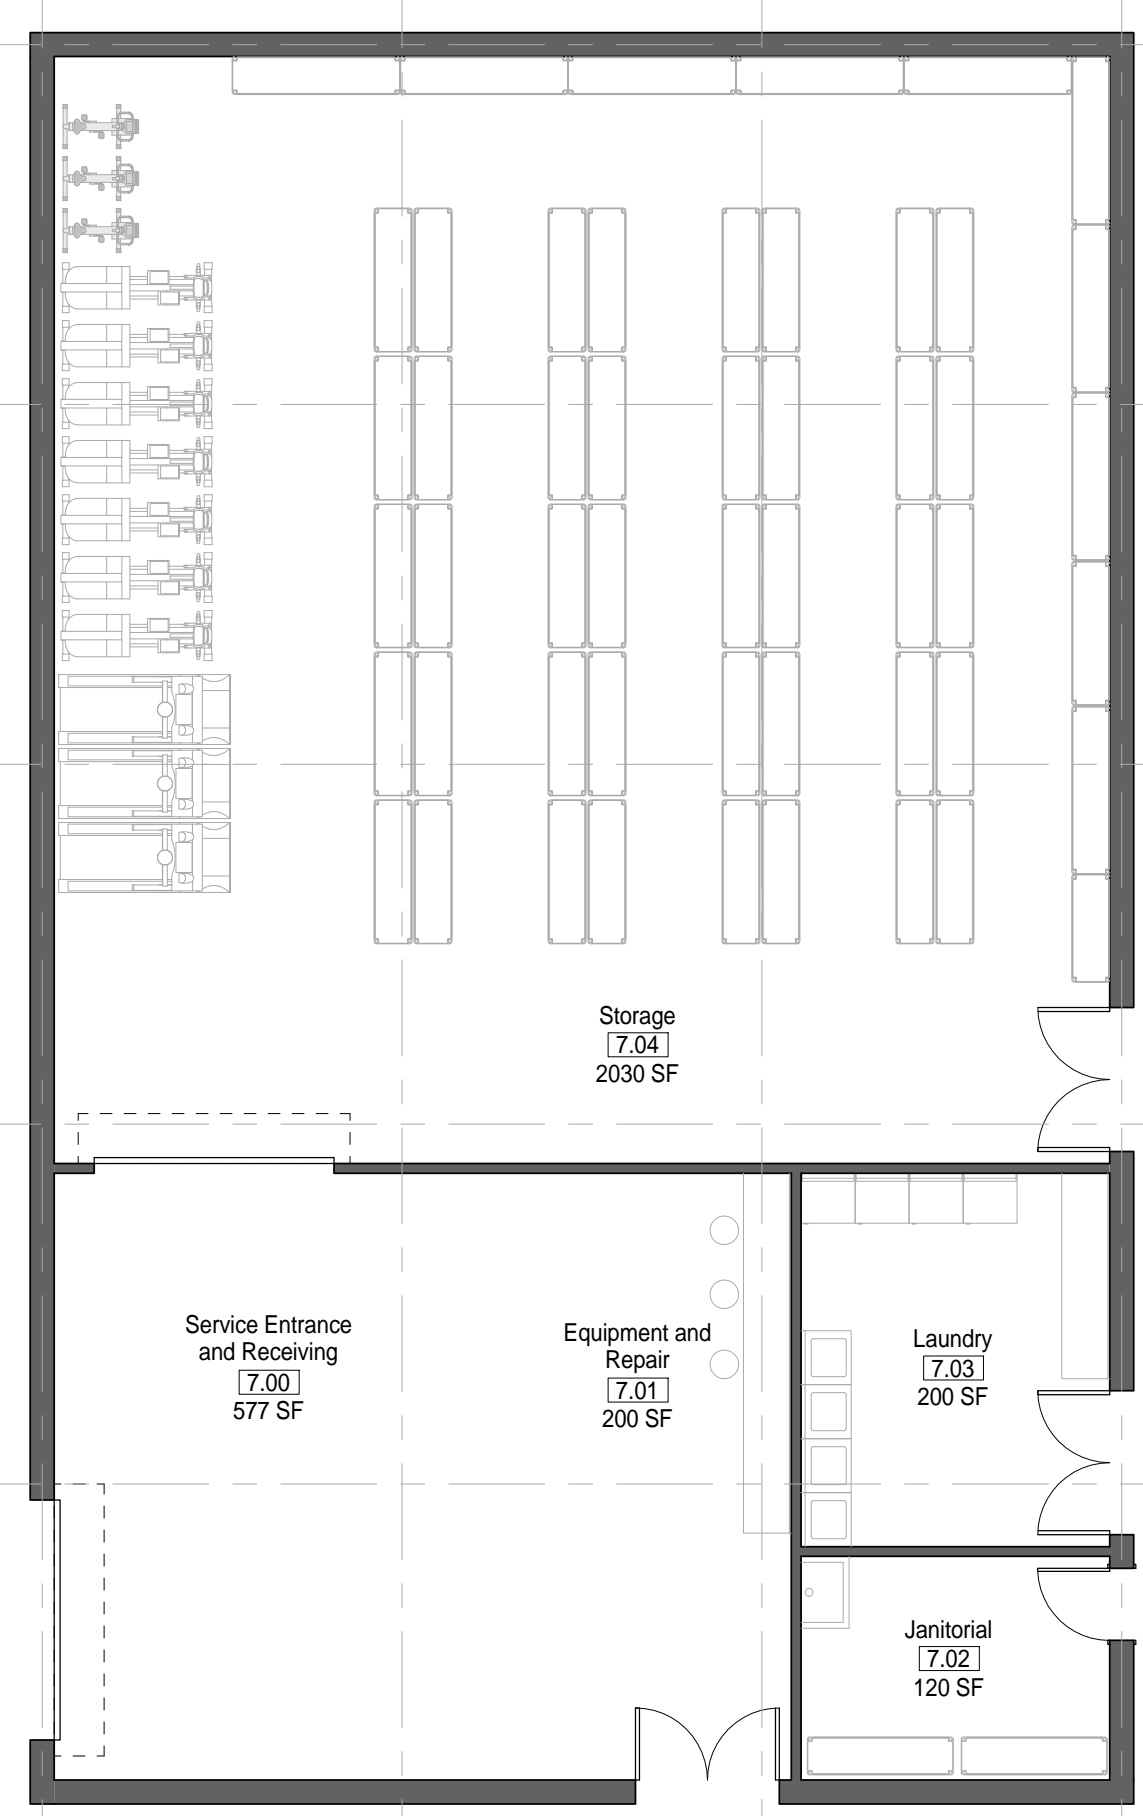 Storage
7.04
2030 SF
Service Entrance
and Receiving
7.00
577 SF
Equipment and
Repair
7.01
200 SF
Laundry
7.03
200 SF
Janitorial
7.02
120 SF